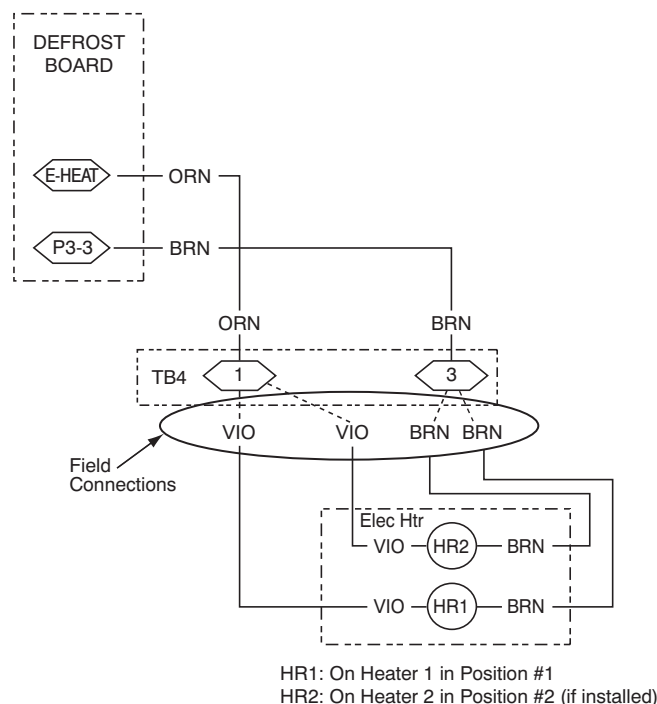 DEFROST
BOARD
E-HEAT
ORN
P3-3
BRN
ORN
BRN
TB4
1
3
VIO
VIO
BRN
BRN
Field
Connections
Elec Htr
VIO
HR2
BRN
VIO
HR1
BRN
HR1: On Heater 1 in Position #1
HR2: On Heater 2 in Position #2 (if installed)